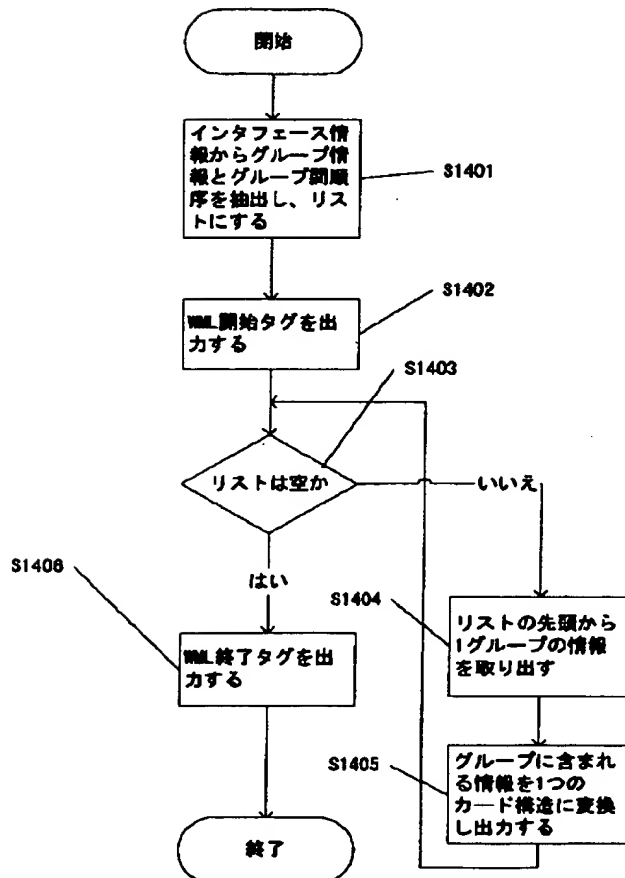 開始
インタフェース情
報からグループ情
報とグループ間順
序を抽出し、リス
トにする
S1401
WML開始タグを出
力する
S1402
S1403
リストは空か
いいえ
はい
S1406
WML終了タグを出
力する
S1404
リストの先頭から
1グループの情報
を取り出す
S1405
グループに含まれ
る情報を1つの
カード構造に変換
し出力する
終了